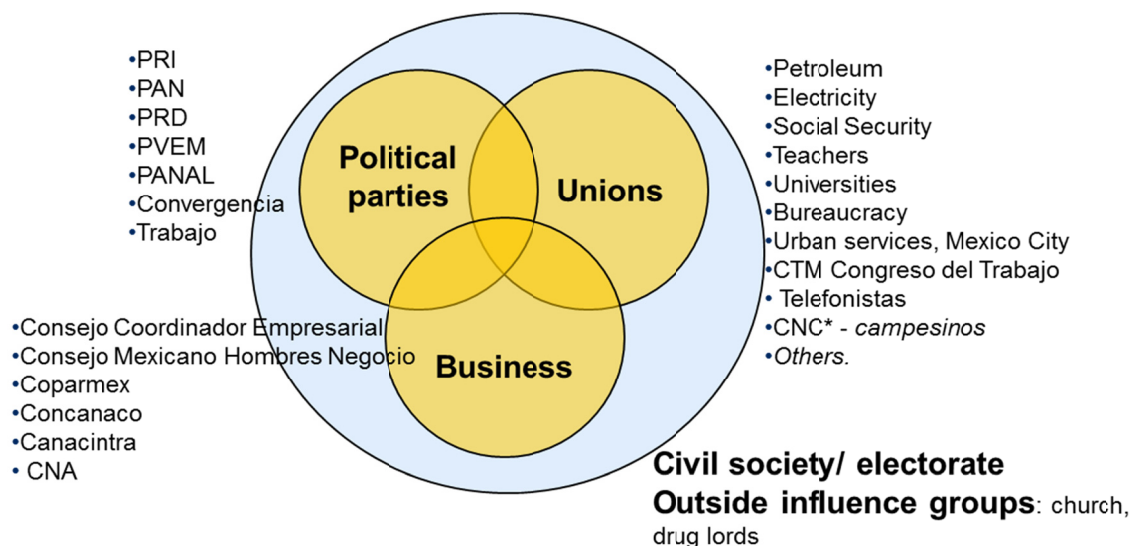 •PRI
•PAN
•PRD
•PVEM
•PANAL
•Convergencia
•Trabajo
Political
parties
Unions
Business
•Petroleum
•Electricity
•Social Security
•Teachers
•Universities
•Bureaucracy
•Urban services, Mexico City
•CTM Congreso del Trabajo
• Telefonistas
•CNC* - campesinos
•Others.
•Consejo Coordinador Empresarial
•Consejo Mexicano Hombres Negocio
•Coparmex
•Concanaco
•Canacintra
• CNA
Civil society/ electorate
Outside influence groups: church,
drug lords